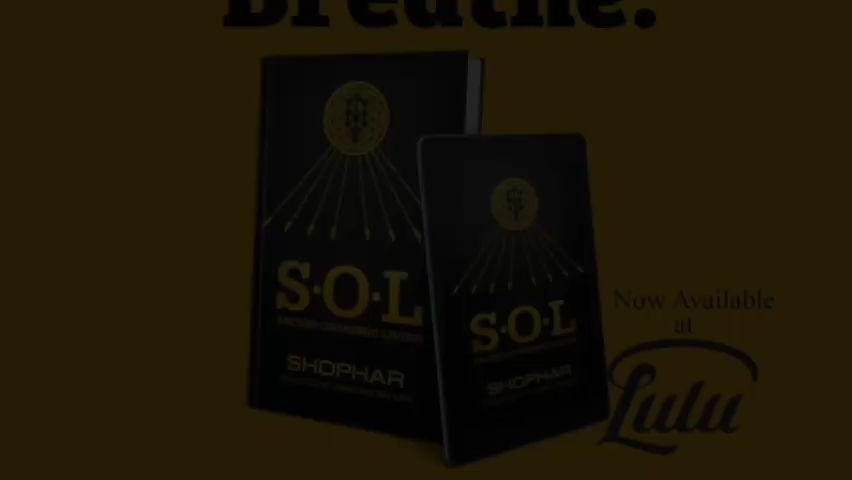 Breathe.
S·O·L
SHOPHAR
S·O·L
SHOPHAR
Now Available
at
Lulu